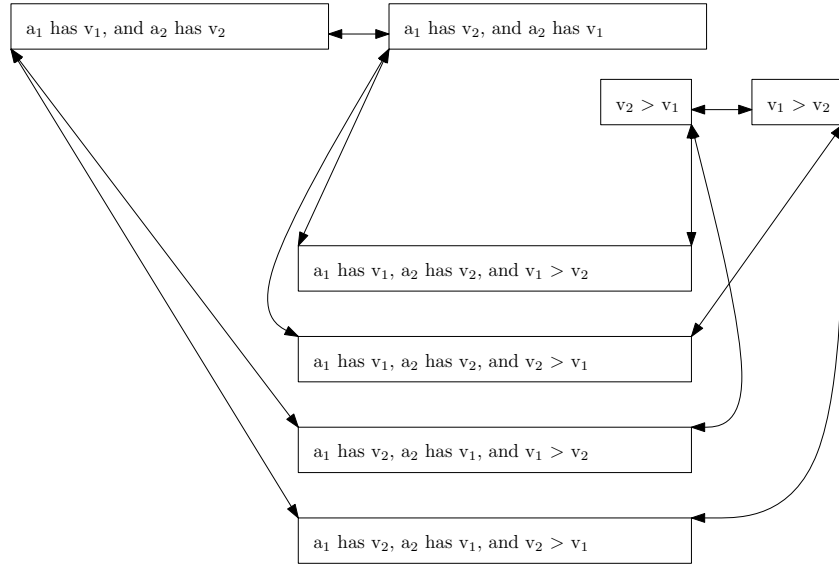 a₁ has v₁, and a₂ has v₂
a₁ has v₂, and a₂ has v₁
v₂ > v₁
v₁ > v₂
a₁ has v₁, a₂ has v₂, and v₁ > v₂
a₁ has v₁, a₂ has v₂, and v₂ > v₁
a₁ has v₂, a₂ has v₁, and v₁ > v₂
a₁ has v₂, a₂ has v₁, and v₂ > v₁